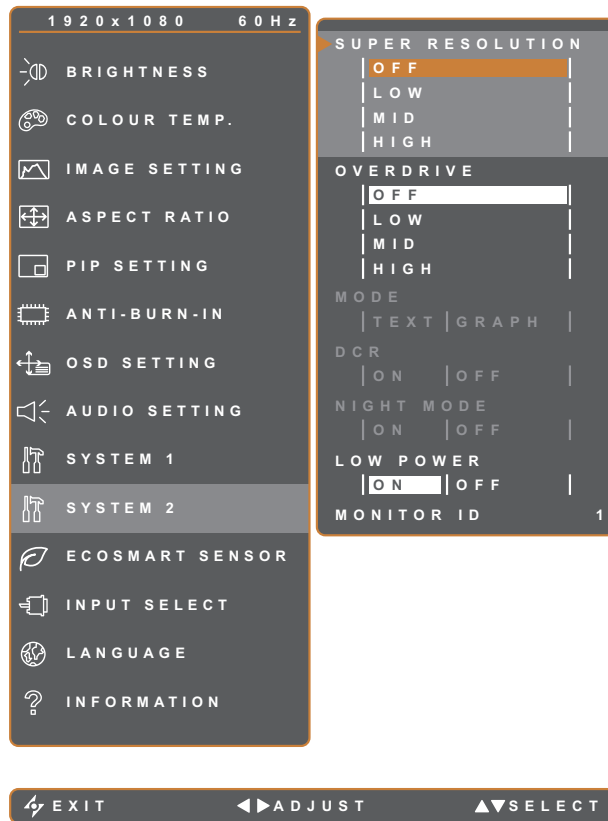 1920x1080 60Hz
BRIGHTNESS
COLOUR TEMP.
IMAGE SETTING
ASPECT RATIO
PIP SETTING
ANTI-BURN-IN
OSD SETTING
AUDIO SETTING
SYSTEM 1
SYSTEM 2
ECOSMART SENSOR
INPUT SELECT
LANGUAGE
INFORMATION
SUPER RESOLUTION
OFF
LOW
MID
HIGH
OVERDRIVE
OFF
LOW
MID
HIGH
MODE
TEXT GRAPH
DCR
ON OFF
NIGHT MODE
ON OFF
LOW POWER
ON OFF
MONITOR ID 1
EXIT ADJUST SELECT